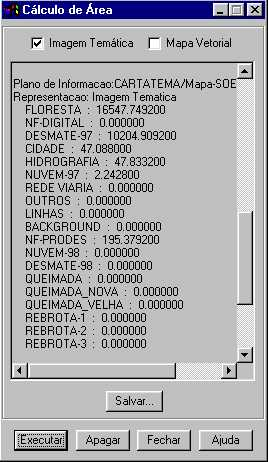 Cálculo de Área
Imagem Temática Mapa Vetorial
Plano de Informacao:CARTATEMA/Mapa-SOE
Representacao: Imagem Tematica
FLORESTA : 16547.749200
NF-DIGITAL : 0.000000
DESMATE-97 : 10204.909200
CIDADE : 47.088000
HIDROGRAFIA : 47.833200
NUVEM-97 : 2.242800
REDE VIARIA : 0.000000
OUTROS : 0.000000
LINHAS : 0.000000
BACKGROUND : 0.000000
NF-PRODES : 195.379200
NUVEM-98 : 0.000000
DESMATE-98 : 0.000000
QUEIMADA : 0.000000
QUEIMADA_NOVA : 0.000000
QUEIMADA_VELHA : 0.000000
REBROTA-1 : 0.000000
REBROTA-2 : 0.000000
REBROTA-3 : 0.000000
Salvar...
Executar Apagar Fechar Ajuda